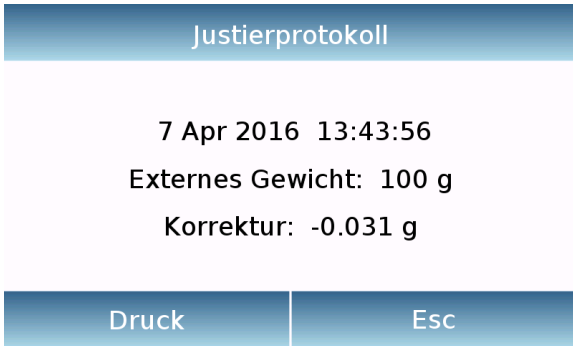 Justierprotokoll
7 Apr 2016 13:43:56
Externes Gewicht: 100 g
Korrektur: -0.031 g
Druck Esc